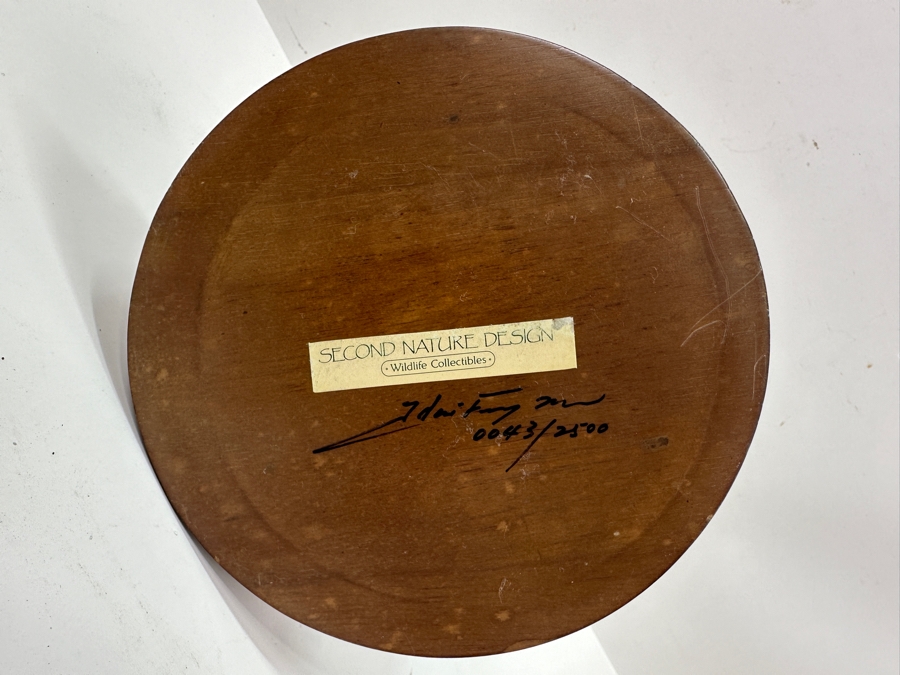 SECOND NATURE DESIGN
• Wildlife Collectibles •
0043/2500